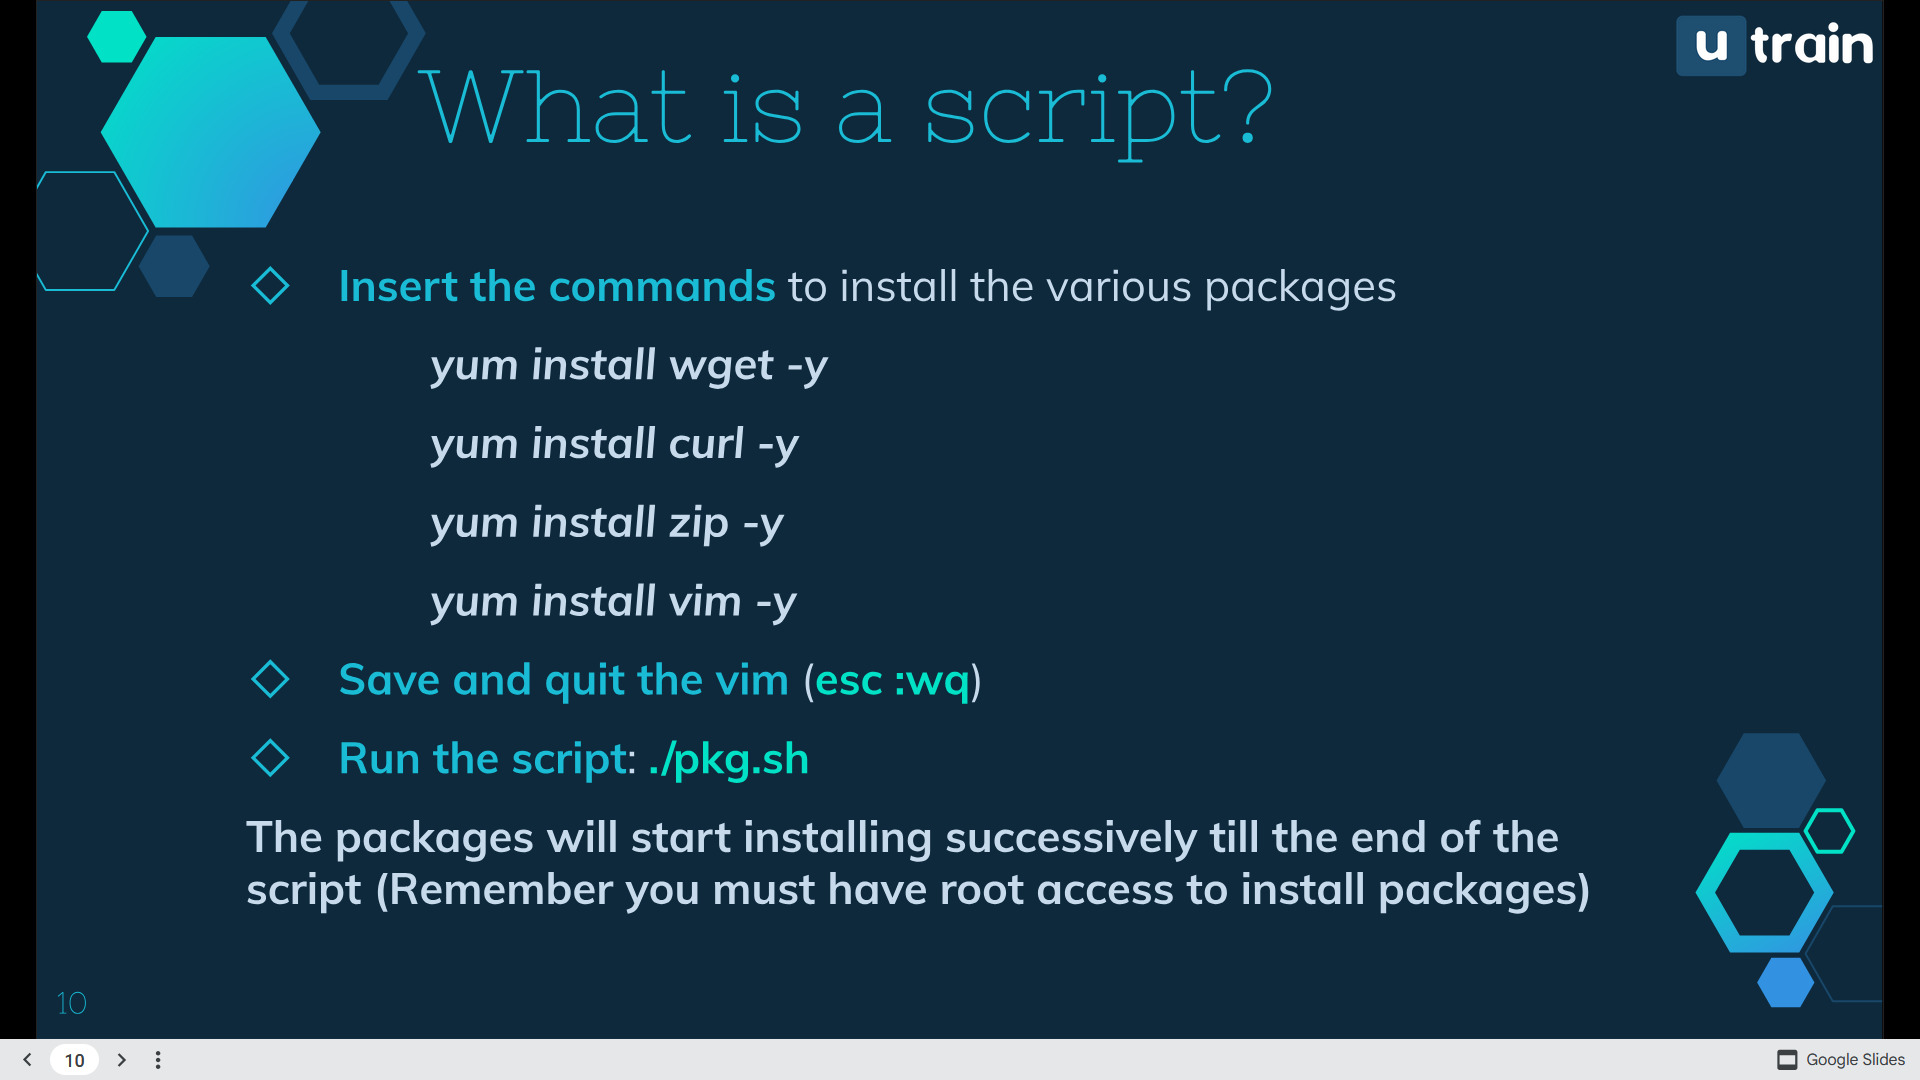 u train
What is a script?
Insert the commands to install the various packages
yum install wget -y
yum install curl -y
yum install zip -y
yum install vim -y
Save and quit the vim (esc :wq)
Run the script: ./pkg.sh
The packages will start installing successively till the end of the
script (Remember you must have root access to install packages)
10
10
Google Slides